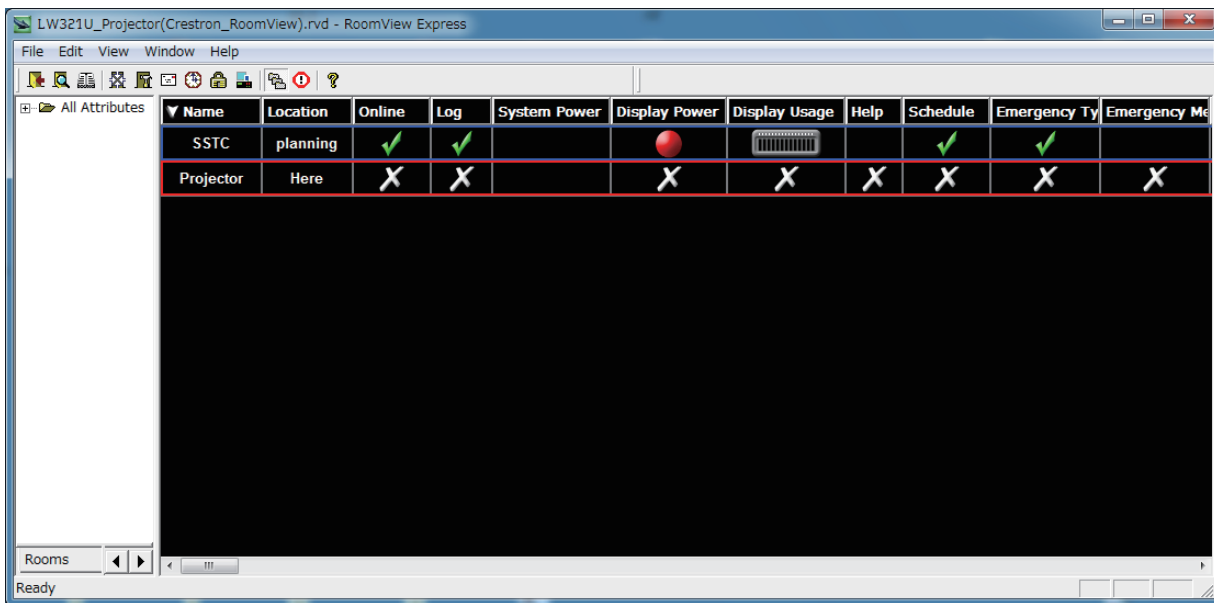 LW321U_Projector(Crestron_RoomView).rvd - RoomView Express
File Edit View Window Help
All Attributes
Name Location Online Log System Power Display Power Display Usage Help Schedule Emergency Ty Emergency Me
SSTC planning
Projector Here
Rooms
Ready